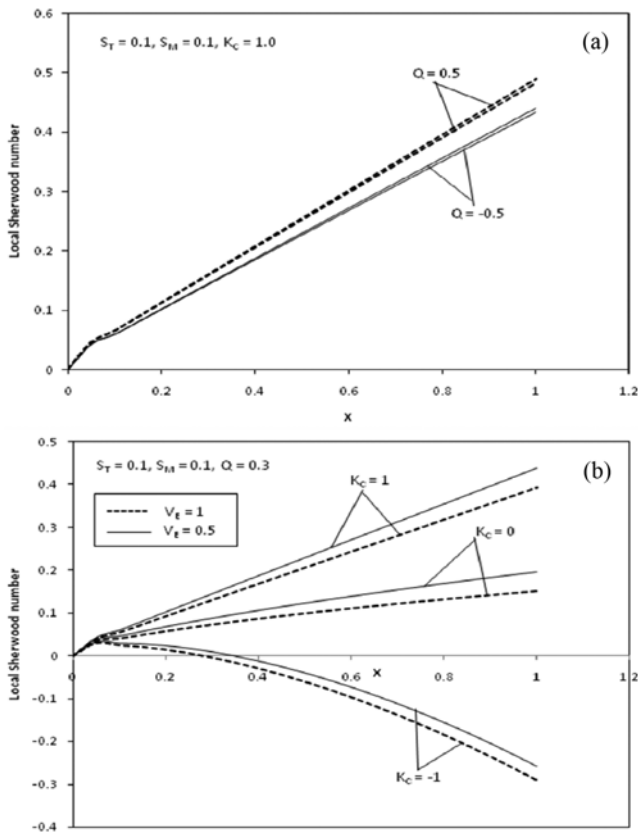 S_T = 0.1, S_M = 0.1, K_C = 1.0
(a)
Local Sherwood number
0.6
0.5
0.4
0.3
0.2
0.1
0
Q = 0.5
Q = -0.5
0 0.2 0.4 0.6 0.8 1 1.2
X
S_T = 0.1, S_M = 0.1, Q = 0.3
(b)
V_E = 1
V_E = 0.5
Local Sherwood number
0.5
0.4
0.3
0.2
0.1
0
-0.1
-0.2
-0.3
-0.4
K_C = 1
K_C = 0
0 0.2 0.4 0.6 0.8 1 1.2
X
K_C = -1